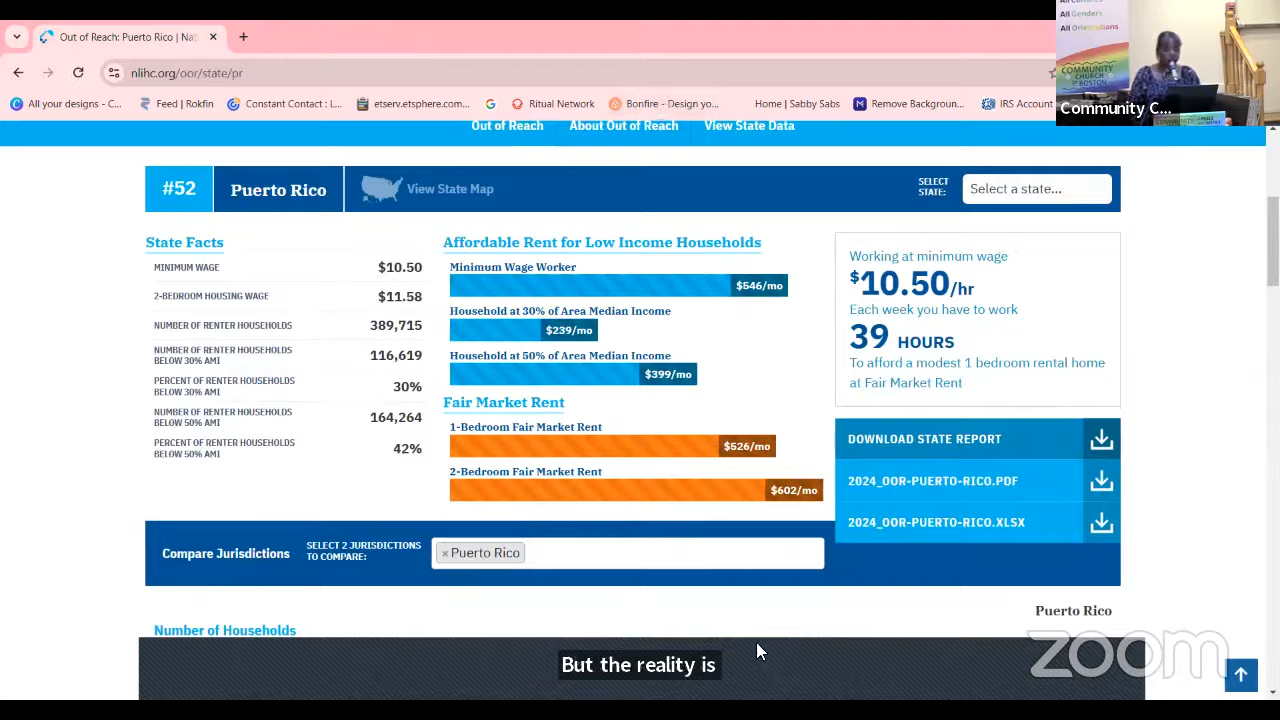 Out of Reach: Puerto Rico | Nat
nlihc.org/oor/state/pr
All your designs - C...
Feed | Rokfin
Constant Contact : L...
etserv.etsphere.com...
Ritual Network
Bonfire - Design yo...
Home | Sabby Sabs
Remove Backgroun...
IRS Account
All Genders
All Orientations
COMMUNITY
CHURCH
OF BOSTON
Community C...
Out of Reach
About Out of Reach
View State Data
#52
Puerto Rico
View State Map
SELECT
STATE:
Select a state...
State Facts
MINIMUM WAGE $10.50
2-BEDROOM HOUSING WAGE $11.58
NUMBER OF RENTER HOUSEHOLDS 389,715
NUMBER OF RENTER HOUSEHOLDS
BELOW 30% AMI 116,619
PERCENT OF RENTER HOUSEHOLDS
BELOW 30% AMI 30%
NUMBER OF RENTER HOUSEHOLDS
BELOW 50% AMI 164,264
PERCENT OF RENTER HOUSEHOLDS
BELOW 50% AMI 42%
Affordable Rent for Low Income Households
Minimum Wage Worker
$546/mo
Household at 30% of Area Median Income
$239/mo
Household at 50% of Area Median Income
$399/mo
Fair Market Rent
1-Bedroom Fair Market Rent
$526/mo
2-Bedroom Fair Market Rent
$602/mo
Working at minimum wage
$10.50/hr
Each week you have to work
39 HOURS
To afford a modest 1 bedroom rental home
at Fair Market Rent
DOWNLOAD STATE REPORT
2024_OOR-PUERTO-RICO.PDF
2024_OOR-PUERTO-RICO.XLSX
Compare Jurisdictions
SELECT 2 JURISDICTIONS
TO COMPARE:
× Puerto Rico
Puerto Rico
Number of Households
But the reality is
zoom